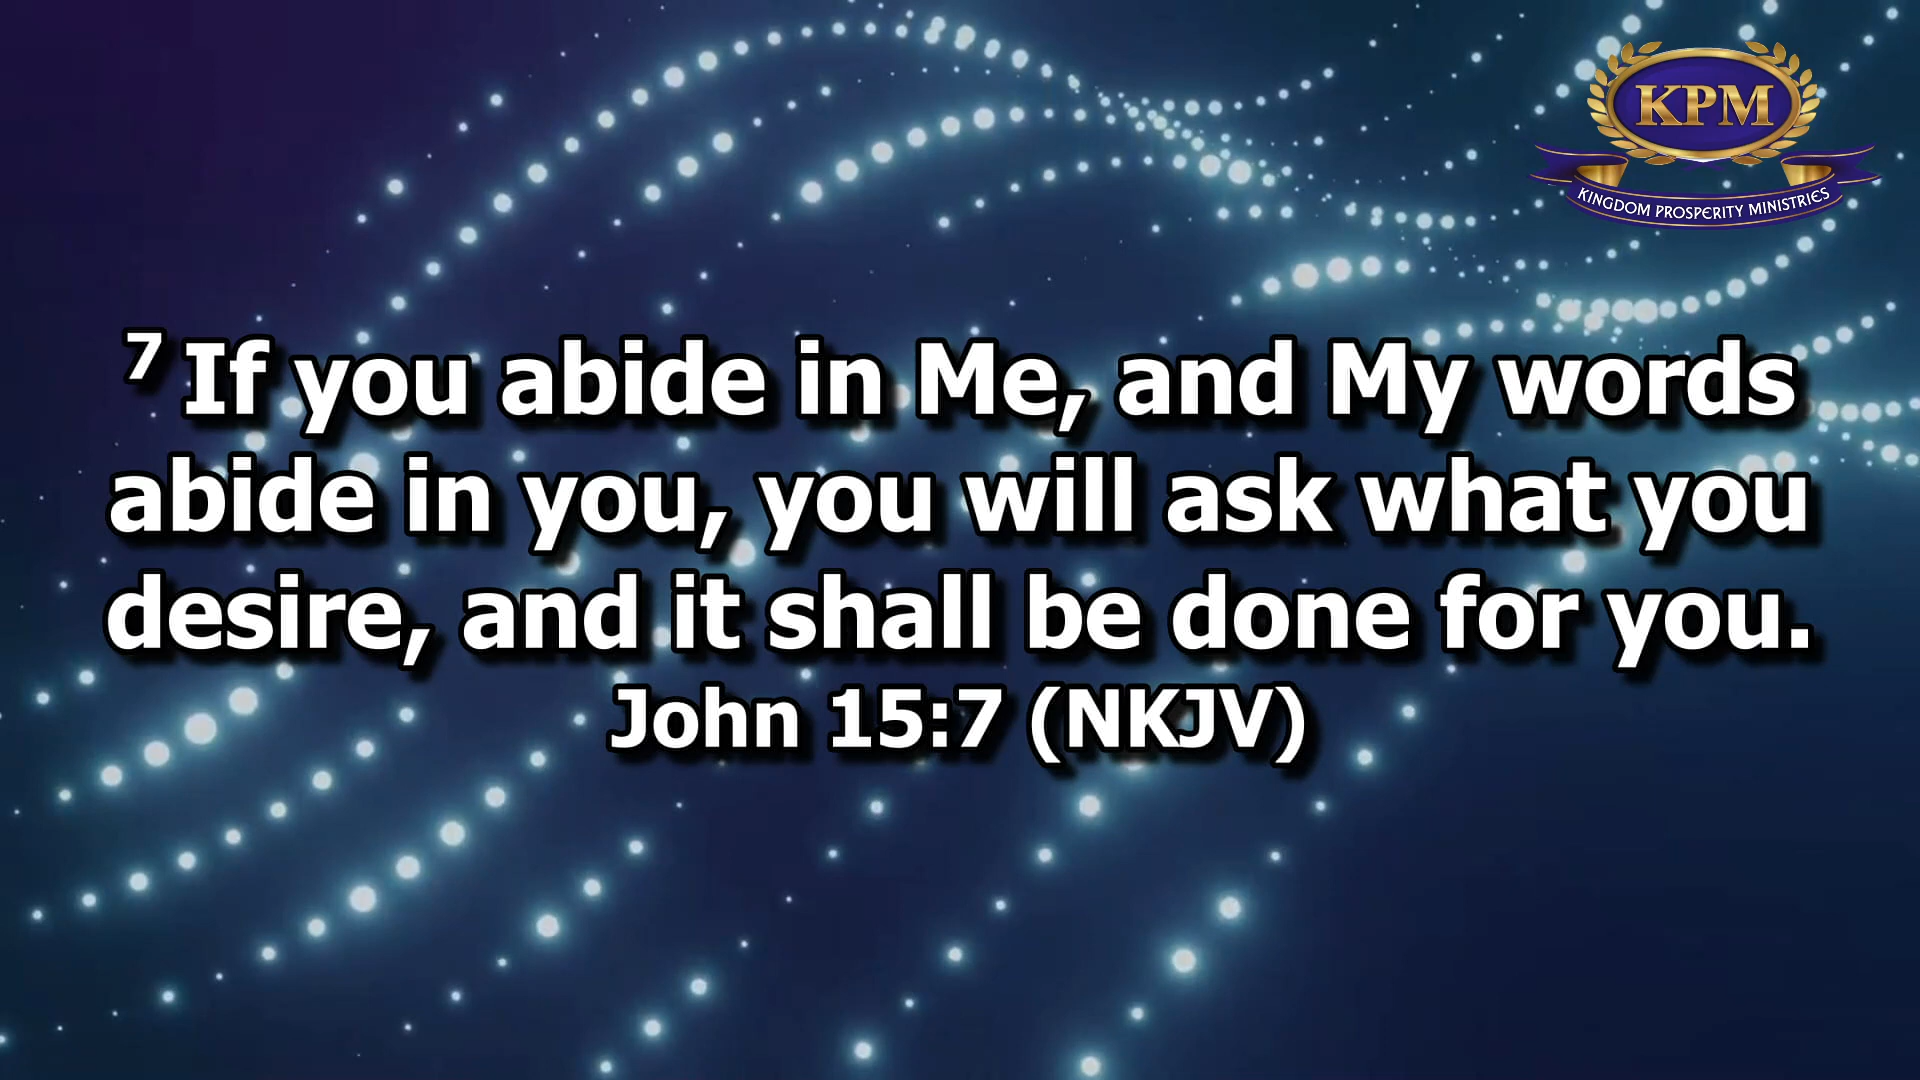 KPM
KINGDOM PROSPERITY MINISTRIES
7 If you abide in Me, and My words
abide in you, you will ask what you
desire, and it shall be done for you.
John 15:7 (NKJV)